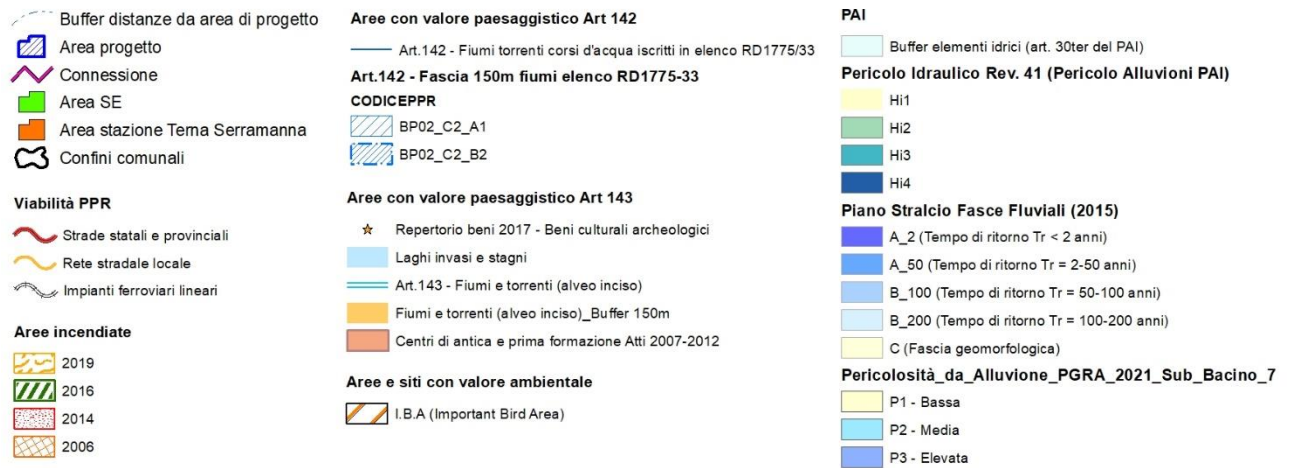 Buffer distanze da area di progetto
Area progetto
Connessione
Area SE
Area stazione Terna Serramanna
Confini comunali
Viabilità PPR
Strade statali e provinciali
Rete stradale locale
Impianti ferroviari lineari
Aree incendiate
2019
2016
2014
2006
Aree con valore paesaggistico Art 142
Art.142 - Fiumi torrenti corsi d'acqua iscritti in elenco RD1775/33
Art.142 - Fascia 150m fiumi elenco RD1775-33
CODICEPPR
BP02_C2_A1
BP02_C2_B2
Aree con valore paesaggistico Art 143
Repertorio beni 2017 - Beni culturali archeologici
Laghi invasi e stagni
Art.143 - Fiumi e torrenti (alveo inciso)
Fiumi e torrenti (alveo inciso)_Buffer 150m
Centri di antica e prima formazione Atti 2007-2012
Aree e siti con valore ambientale
I.B.A (Important Bird Area)
PAI
Buffer elementi idrici (art. 30ter del PAI)
Pericolo Idraulico Rev. 41 (Pericolo Alluvioni PAI)
Hi1
Hi2
Hi3
Hi4
Piano Stralcio Fasce Fluviali (2015)
A_2 (Tempo di ritorno Tr < 2 anni)
A_50 (Tempo di ritorno Tr = 2-50 anni)
B_100 (Tempo di ritorno Tr = 50-100 anni)
B_200 (Tempo di ritorno Tr = 100-200 anni)
C (Fascia geomorfologica)
Pericolosità_da_Alluvione_PGRA_2021_Sub_Bacino_7
P1 - Bassa
P2 - Media
P3 - Elevata